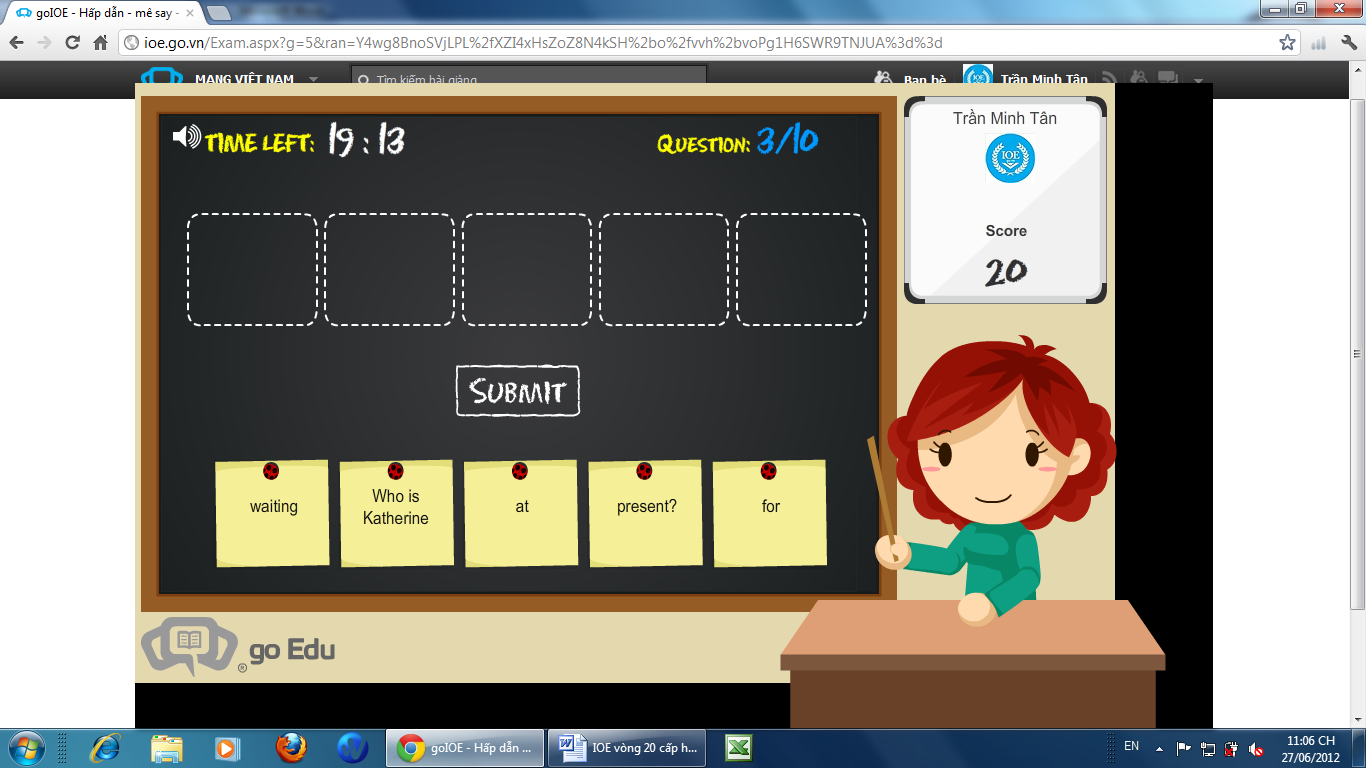 goIOE - Hấp dẫn - mê say -
ioe.go.vn/Exam.aspx?g=5&ran=Y4wg8BnoSVjLPL%2fXZI4xHsZoZ8N4kSH%2bo%2fvvh%2bvoPg1H6SWR9TNJUA%3d%3d
MẠNG VIỆT NAM
Tìm kiếm bài giảng
Bạn bè
Trần Minh Tân
TIME LEFT: 19 : 13
QUESTION: 3/10
Trần Minh Tân
IOE
Score
20
SUBMIT
waiting
Who is
Katherine
at
present?
for
go Edu
goIOE - Hấp dẫn ...
IOE vòng 20 cấp h...
EN
11:06 CH
27/06/2012